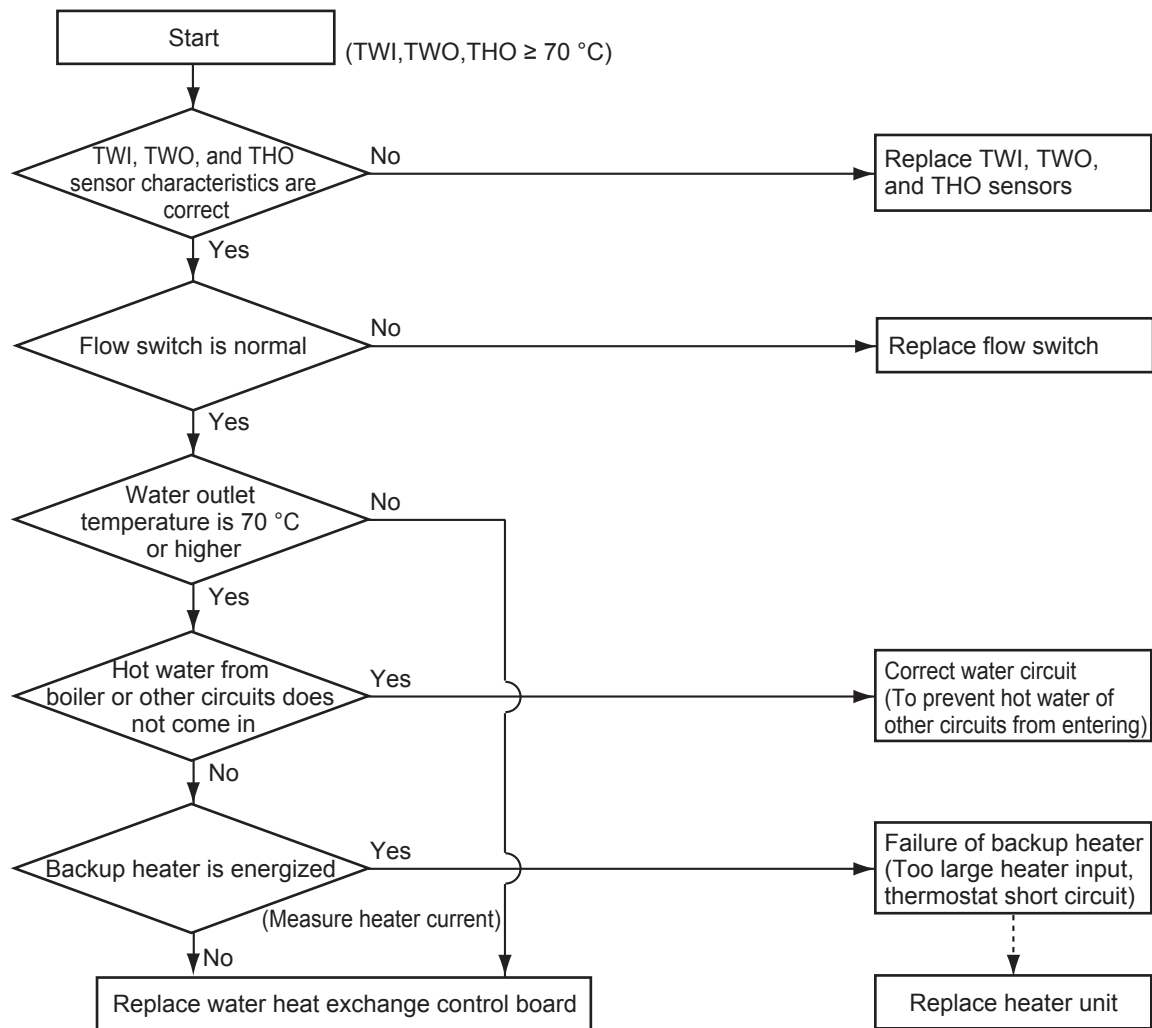 Start
(TWI,TWO,THO ≥ 70 °C)
TWI, TWO, and THO
sensor characteristics are
correct
No
Replace TWI, TWO,
and THO sensors
Yes
Flow switch is normal
No
Replace flow switch
Yes
Water outlet
temperature is 70 °C
or higher
No
Yes
Hot water from
boiler or other circuits does
not come in
Yes
Correct water circuit
(To prevent hot water of
other circuits from entering)
No
Backup heater is energized
Yes
(Measure heater current)
Failure of backup heater
(Too large heater input,
thermostat short circuit)
No
Replace water heat exchange control board
Replace heater unit